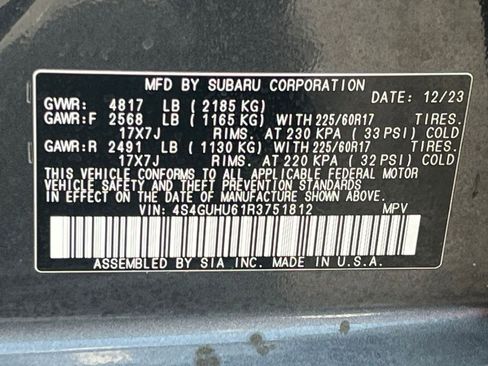 MFD BY SUBARU CORPORATION
GVWR: 4817 LB (2185 KG) DATE: 12/23
GAWR:F 2568 LB (1165 KG) WITH 225/60R17 TIRES.
17X7J RIMS. AT 230 KPA (33 PSI) COLD
GAWR:R 2491 LB (1130 KG) WITH 225/60R17 TIRES.
17X7J RIMS. AT 220 KPA (32 PSI) COLD
THIS VEHICLE CONFORMS TO ALL APPLICABLE FEDERAL MOTOR
VEHICLE SAFETY AND THEFT PREVENTION STANDARDS
IN EFFECT ON THE DATE OF MANUFACTURE SHOWN ABOVE.
VIN: 4S4GUHU61R3751812 MPV
ASSEMBLED BY SIA INC. MADE IN U.S.A.